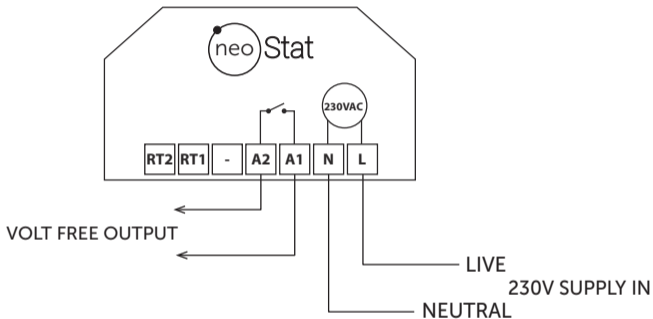 neo Stat
230VAC
RT2 RT1 - A2 A1 N L
VOLT FREE OUTPUT
LIVE
230V SUPPLY IN
NEUTRAL